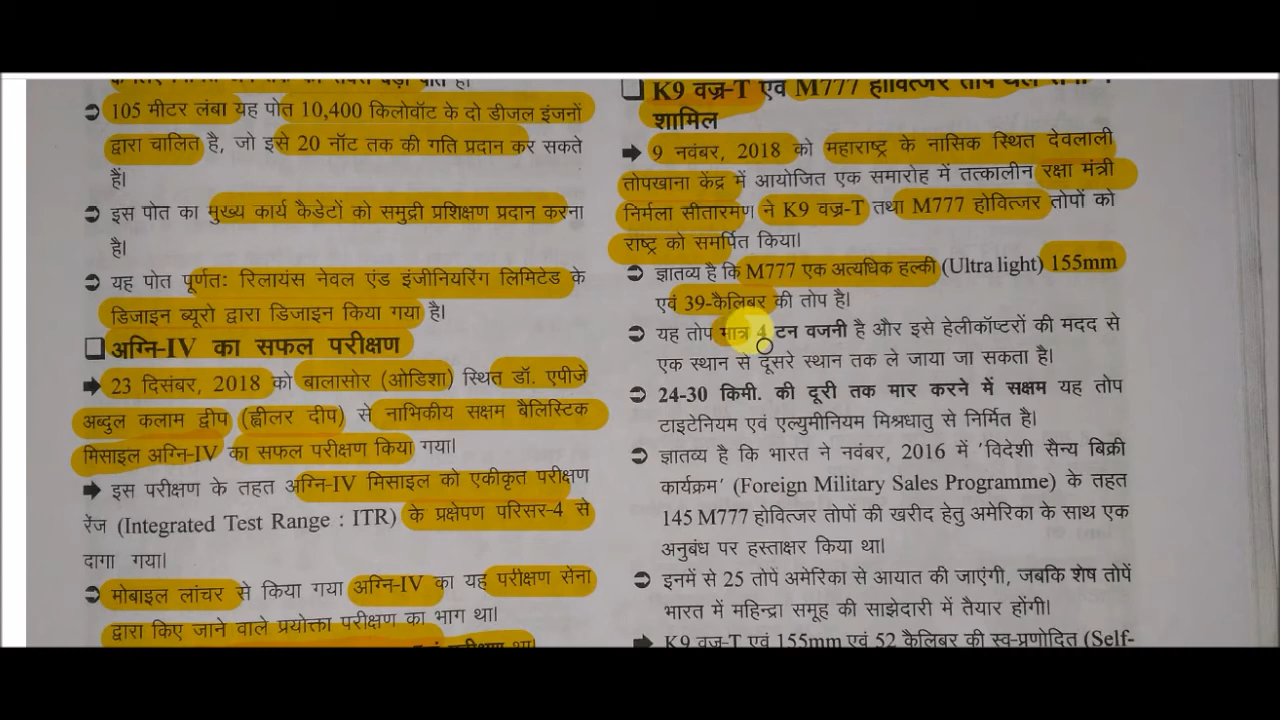 105 मीटर लंबा यह पोत 10,400 किलोवॉट के दो डीजल इंजनों
द्वारा चालित है, जो इसे 20 नॉट तक की गति प्रदान कर सकते
हैं।
➲ इस पोत का मुख्य कार्य कैडेटों को समुद्री प्रशिक्षण प्रदान करना
है।
➲ यह पोत पूर्णतः रिलायंस नेवल एंड इंजीनियरिंग लिमिटेड के
डिजाइन ब्यूरो द्वारा डिजाइन किया गया है।
❑ अग्नि-IV का सफल परीक्षण
➡ 23 दिसंबर, 2018 को बालासोर (ओडिशा) स्थित डॉ. एपीजे
अब्दुल कलाम द्वीप (ह्वीलर दीप) से नाभिकीय सक्षम बैलिस्टिक
मिसाइल अग्नि-IV का सफल परीक्षण किया गया।
➡ इस परीक्षण के तहत अग्नि-IV मिसाइल को एकीकृत परीक्षण
रेंज (Integrated Test Range : ITR) के प्रक्षेपण परिसर-4 से
दागा गया।
➲ मोबाइल लांचर से किया गया अग्नि-IV का यह परीक्षण सेना
द्वारा किए जाने वाले प्रयोक्ता परीक्षण का भाग था।
❑ K9 वज्र-T एवं M777 होवित्जर तोप थल
शामिल
➡ 9 नवंबर, 2018 को महाराष्ट्र के नासिक स्थित देवलाली
तोपखाना केंद्र में आयोजित एक समारोह में तत्कालीन रक्षा मंत्री
निर्मला सीतारमण ने K9 वज्र-T तथा M777 होवित्जर तोपों को
राष्ट्र को समर्पित किया।
➲ ज्ञातव्य है कि M777 एक अत्यधिक हल्की (Ultra light) 155mm
एवं 39-कैलिबर की तोप है।
➲ यह तोप मात्र 4 टन वजनी है और इसे हेलीकॉप्टरों की मदद से
एक स्थान से दूसरे स्थान तक ले जाया जा सकता है।
➲ 24-30 किमी. की दूरी तक मार करने में सक्षम यह तोप
टाइटेनियम एवं एल्युमीनियम मिश्रधातु से निर्मित है।
➲ ज्ञातव्य है कि भारत ने नवंबर, 2016 में 'विदेशी सैन्य बिक्री
कार्यक्रम' (Foreign Military Sales Programme) के तहत
145 M777 होवित्जर तोपों की खरीद हेतु अमेरिका के साथ एक
अनुबंध पर हस्ताक्षर किया था।
➲ इनमें से 25 तोपें अमेरिका से आयात की जाएंगी, जबकि शेष तोपें
भारत में महिन्द्रा समूह की साझेदारी में तैयार होंगी।
➡ K9 वज्र-T एवं 155mm एवं 52 कैलिबर की स्व-प्रणोदित (Self-